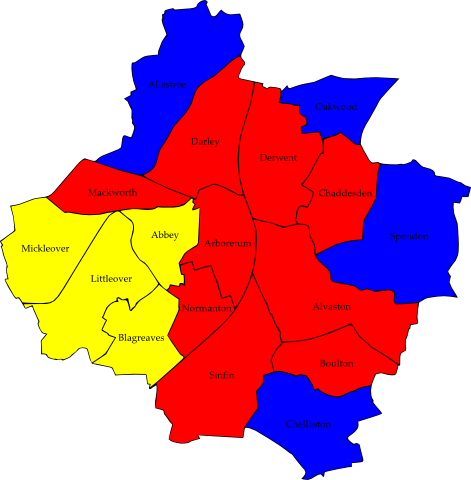 Allestree
Oakwood
Darley
Derwent
Mackworth
Chaddesden
Abbey
Spondon
Mickleover
Arboretum
Littleover
Normanton
Alvaston
Blagreaves
Boulton
Sinfin
Chellaston